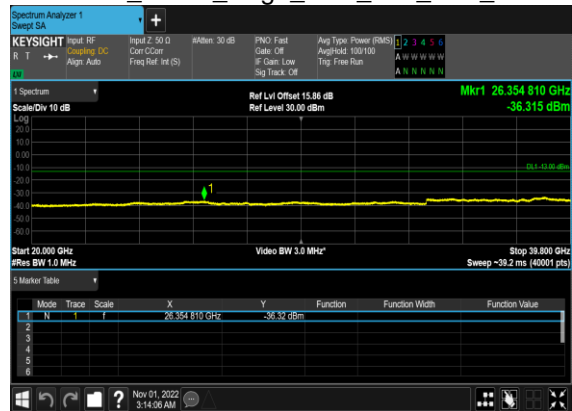 Spectrum Analyzer 1
Swept SA
+
KEYSIGHT Input: RF Input Z: 50 Ω #Atten: 30 dB PNO: Fast Avg Type: Power (RMS) 1 2 3 4 5 6
R T Coupling: DC Corr CCorr Gate: Off Avg|Hold: 100/100 A W W W W W
Align: Auto Freq Ref: Int (S) IF Gain: Low Trig: Free Run
Sig Track: Off A N N N N N
1 Spectrum
Ref Lvl Offset 15.86 dB Mkr1 26.354 810 GHz
Scale/Div 10 dB Ref Level 30.00 dBm -36.315 dBm
Log
20.0
10.0
0.00
-10.0 DL1 -13.00 dBm
-20.0
-30.0 1
-40.0
-50.0
-60.0
Start 20.000 GHz Video BW 3.0 MHz* Stop 39.800 GHz
#Res BW 1.0 MHz Sweep ~39.2 ms (40001 pts)
5 Marker Table
Mode Trace Scale X Y Function Function Width Function Value
1 N 1 f 26.354 810 GHz -36.32 dBm
2
3
4
5
6
? Nov 01, 2022
3:14:06 AM